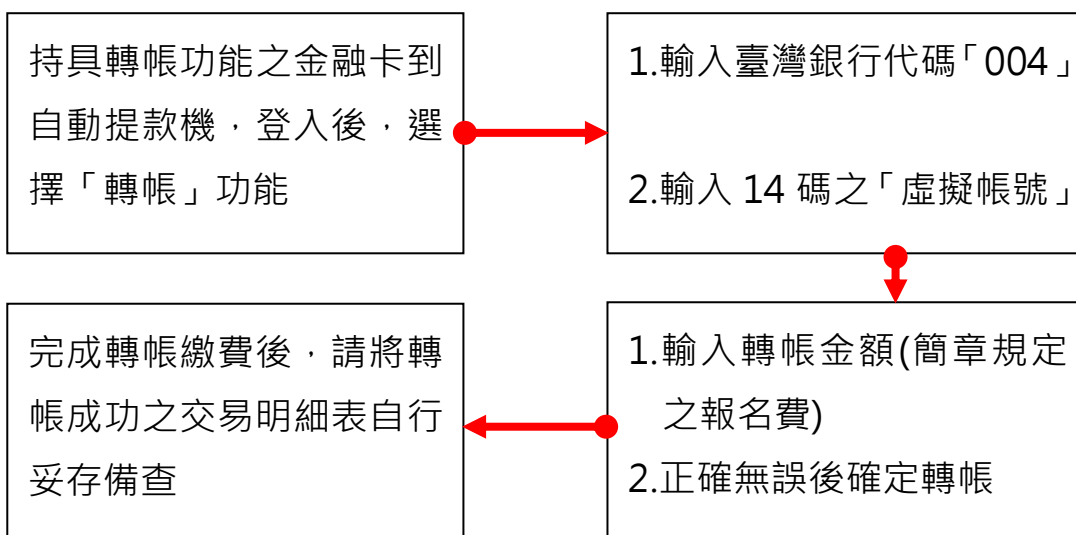 持具轉帳功能之金融卡到
自動提款機，登入後，選
擇「轉帳」功能
1.輸入臺灣銀行代碼「004」
2.輸入 14 碼之「虛擬帳號」
1.輸入轉帳金額(簡章規定
之報名費)
2.正確無誤後確定轉帳
完成轉帳繳費後，請將轉
帳成功之交易明細表自行
妥存備查